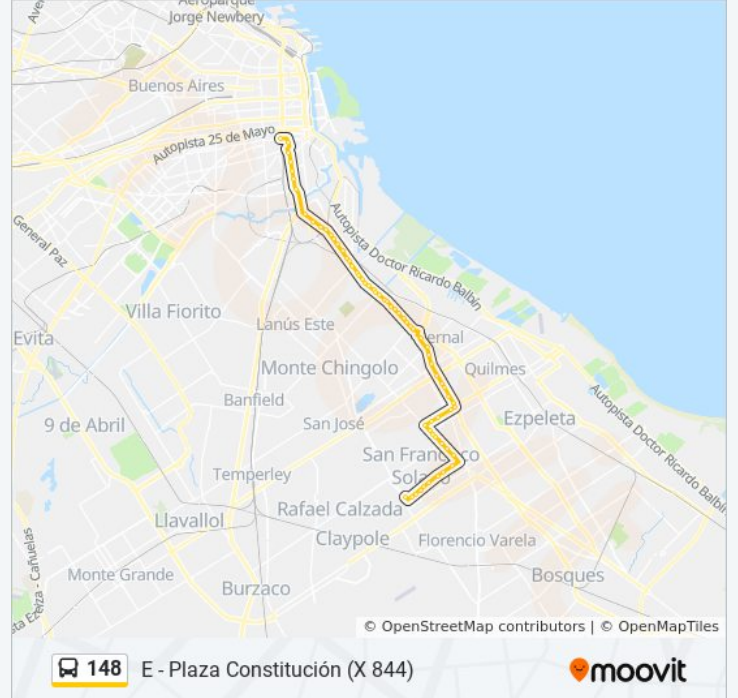 Aeroparque
Jorge Newbery
Buenos Aires
Autopista 25 de Mayo
General Paz
Autopista Doctor Ricardo Balbín
Villa Fiorito
Lanús Este
Evita
ernal
Monte Chingolo
Quilmes
Autopista Doctor Ricardo Balbín
Banfield
9 de Abril
San José
Ezpeleta
San Francisco
Temperley
Rafael Calzada
Llavallol
Claypole
Florencio Varela
Monte Grande
Bosques
Burzaco
ta Ezeiza - Cañuelas
© OpenStreetMap contributors | © OpenMapTiles
148 E - Plaza Constitución (X 844)
moovit